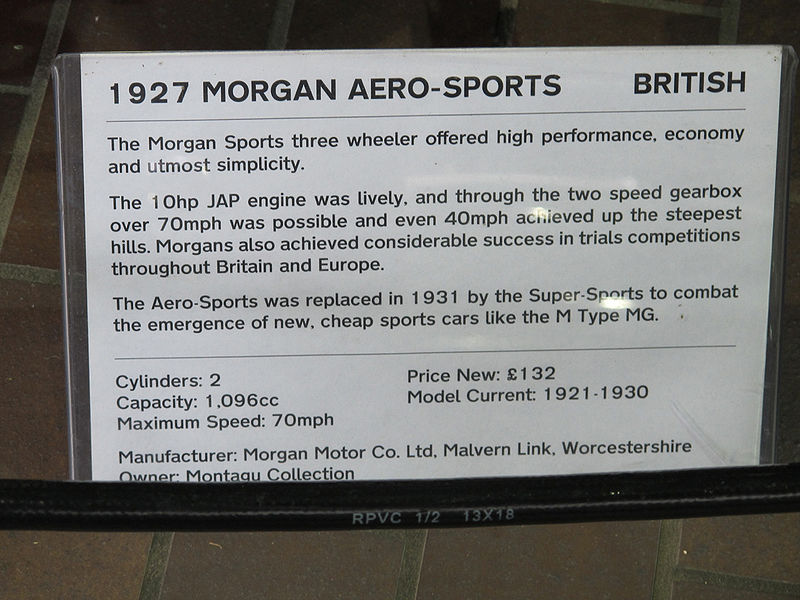 1927 MORGAN AERO-SPORTS BRITISH
The Morgan Sports three wheeler offered high performance, economy
and utmost simplicity.
The 10hp JAP engine was lively, and through the two speed gearbox
over 70mph was possible and even 40mph achieved up the steepest
hills. Morgans also achieved considerable success in trials competitions
throughout Britain and Europe.
The Aero-Sports was replaced in 1931 by the Super-Sports to combat
the emergence of new, cheap sports cars like the M Type MG.
Cylinders: 2
Capacity: 1,096cc
Maximum Speed: 70mph
Price New: £132
Model Current: 1921-1930
Manufacturer: Morgan Motor Co. Ltd, Malvern Link, Worcestershire
Owner: Montagu Collection
RPVC 1/2 13X18